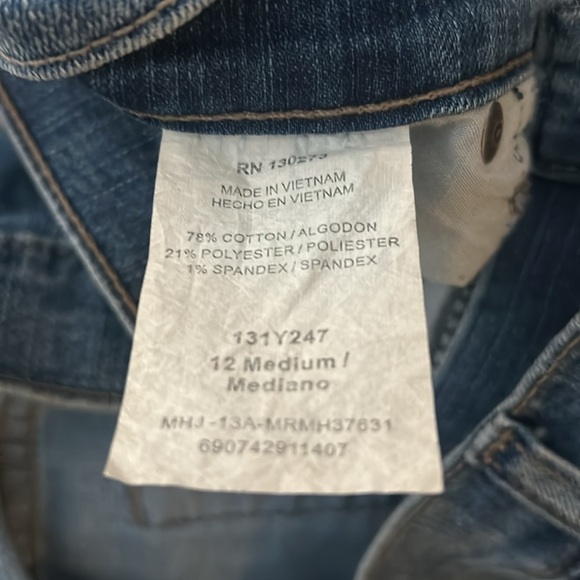 RN 130273
MADE IN VIETNAM
HECHO EN VIETNAM
78% COTTON / ALGODON
21% POLYESTER / POLIESTER
1% SPANDEX / SPANDEX
131Y247
12 Medium /
Mediano
MHJ-13A-MRMH37631
690742911407